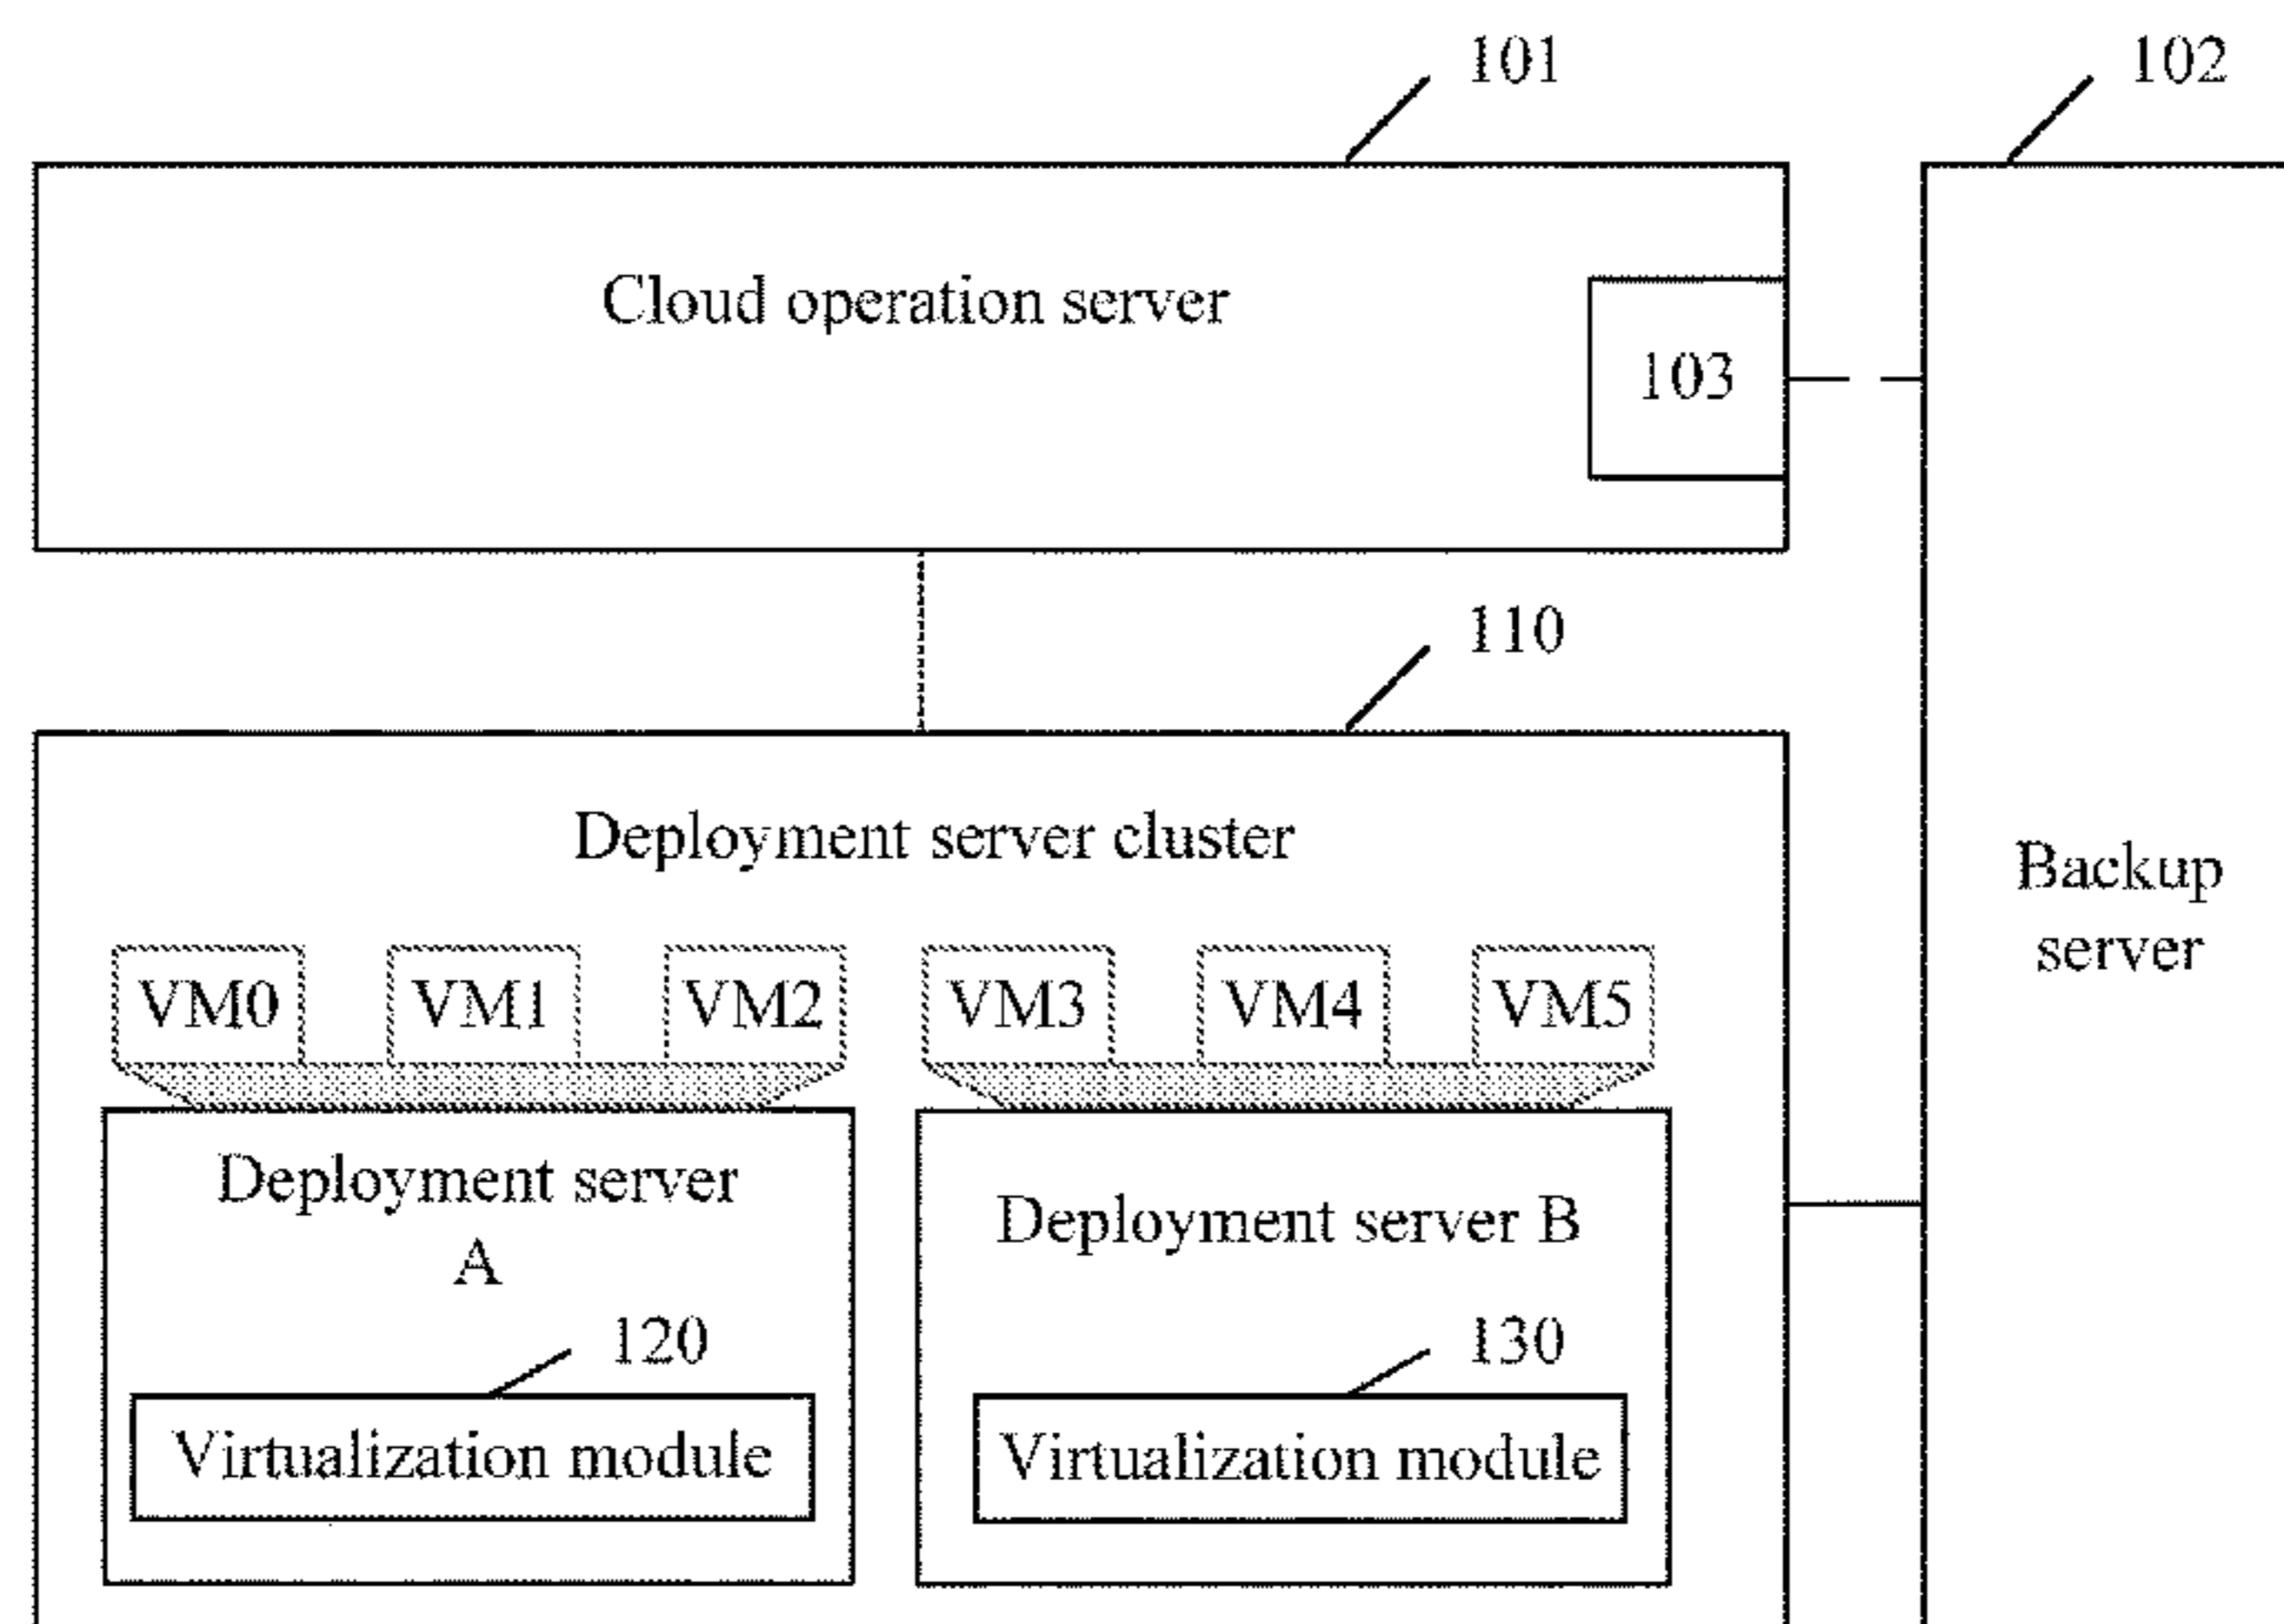 101
102
Cloud operation server
103
110
Deployment server cluster
Backup
server
VM0 VM1 VM2 VM3 VM4 VM5
Deployment server
A
Deployment server B
120
130
Virtualization module
Virtualization module